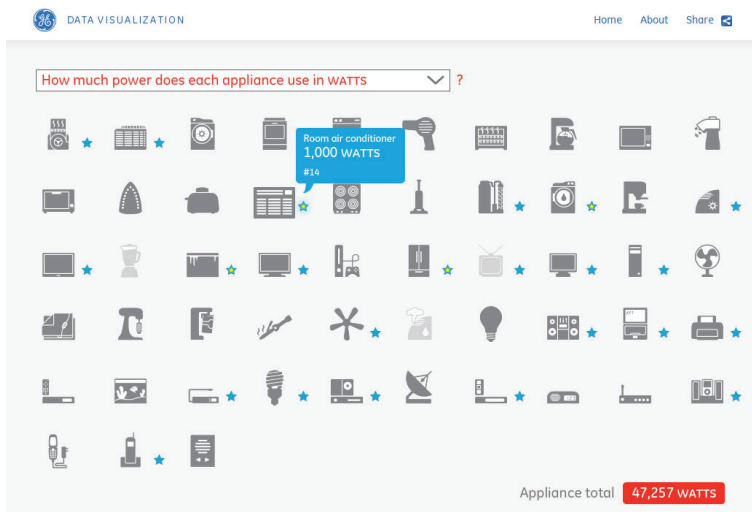 DATA VISUALIZATION
Home About Share
How much power does each appliance use in WATTS ?
Room air conditioner
1,000 WATTS
#14
Appliance total 47,257 WATTS